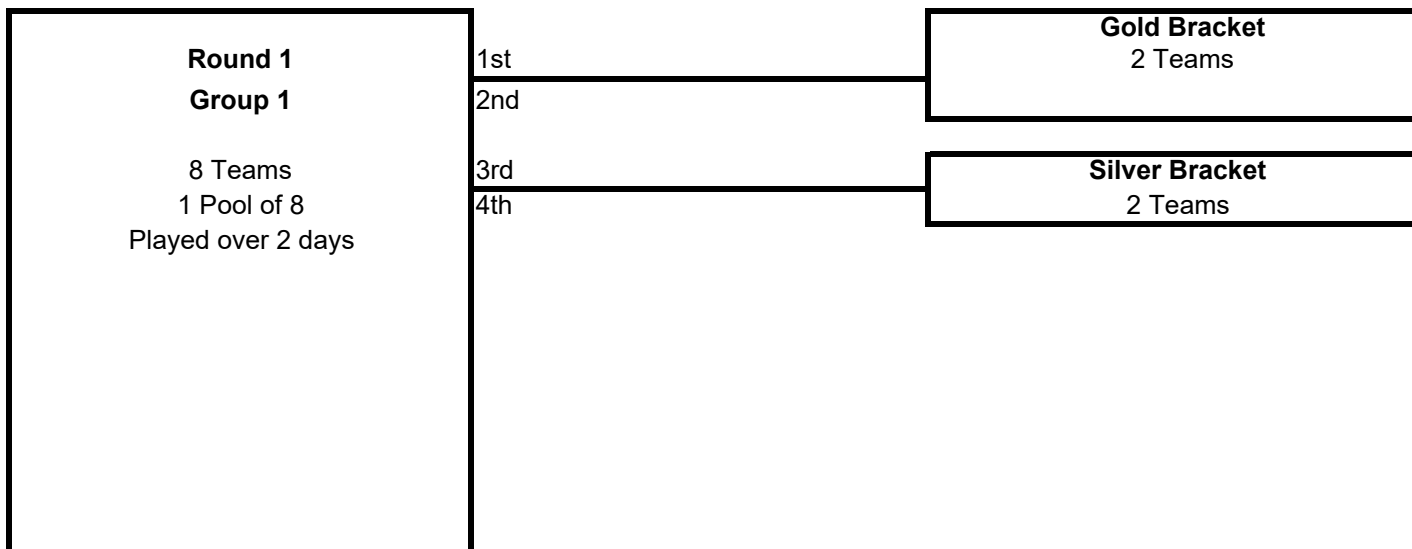 Round 1
Group 1
8 Teams
1 Pool of 8
Played over 2 days
1st
2nd
3rd
4th
Gold Bracket
2 Teams
Silver Bracket
2 Teams